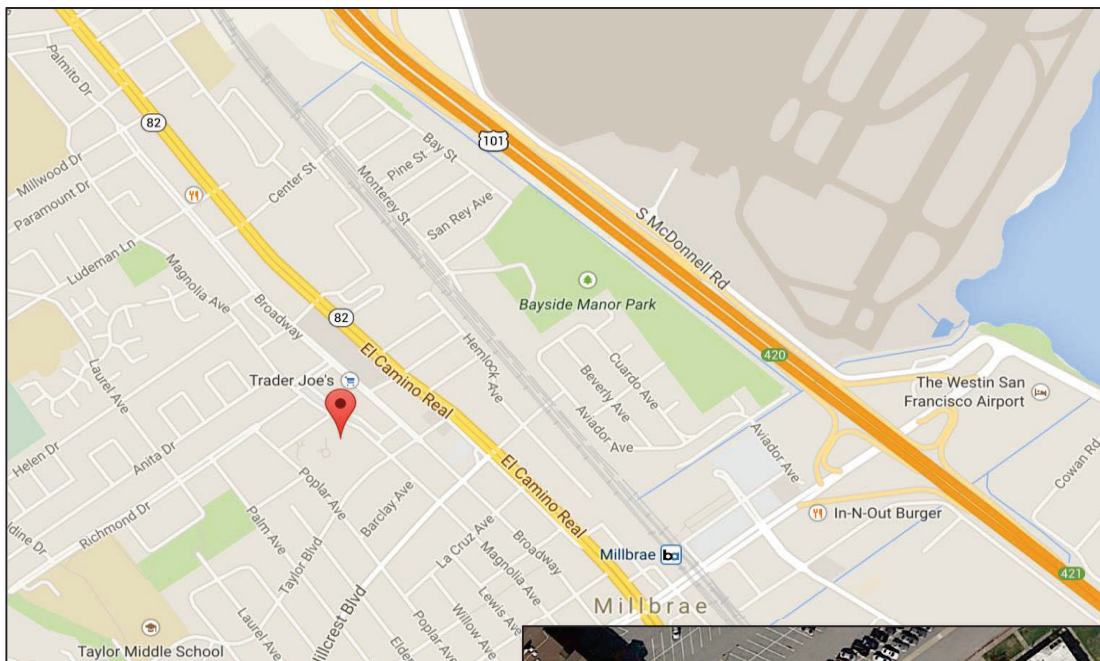 Palmito Dr
82
Millwood Dr
Paramount Dr
Center St
Pine St
Bay St
Monterey St
San Rey Ave
101
S McDonnell Rd
Ludeman Ln
Magnolia Ave
Broadway
Bayside Manor Park
82
El Camino Real
Hemlock Ave
Trader Joe's
Laurel Ave
Cuardo Ave
Beverly Ave
Aviador Ave
420
The Westin San
Francisco Airport
Helen Dr
Anita Dr
Richmond Dr
Poplar Ave
Barclay Ave
El Camino Real
Aviador Ave
Cowan Rd
In-N-Out Burger
dine Dr
Palm Ave
Taylor Blvd
La Cruz Ave
Broadway
Magnolia Ave
Lewis Ave
Willow Ave
Millbrae
ba
421
Millbrae
Hillcrest Blvd
Laurel Ave
Poplar Ave
Elder
Taylor Middle School